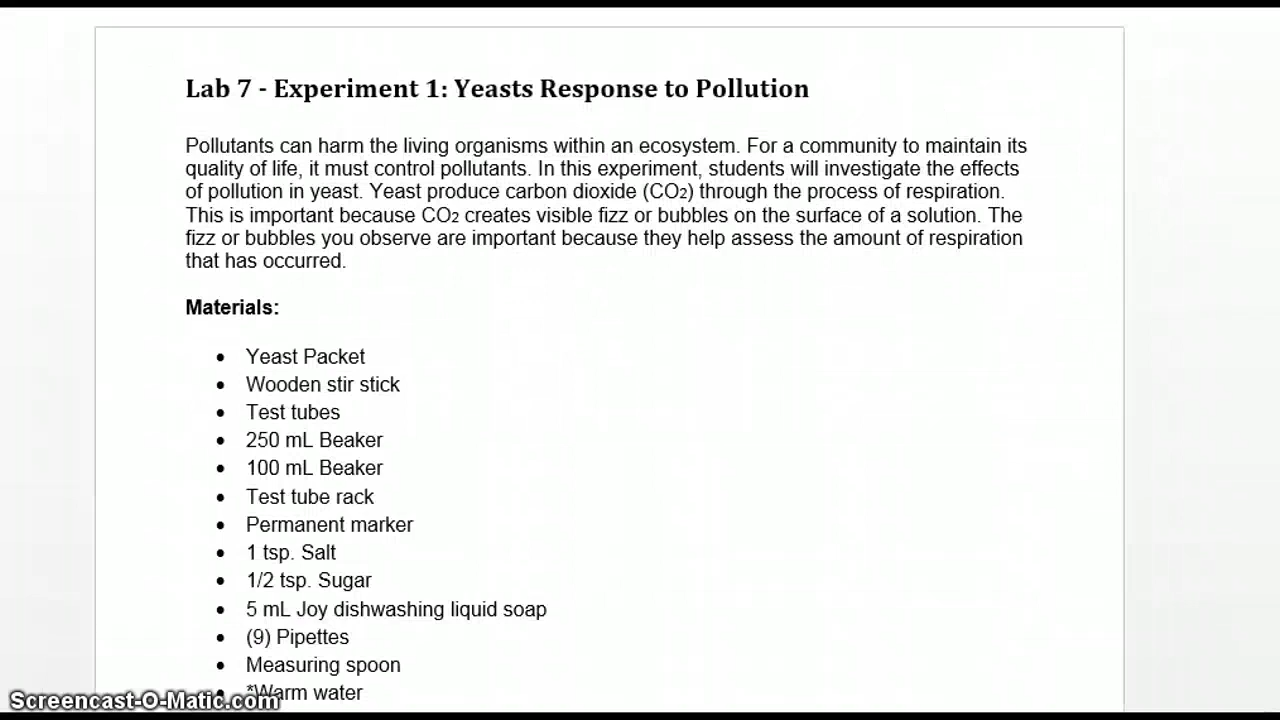 Lab 7 - Experiment 1: Yeasts Response to Pollution
Pollutants can harm the living organisms within an ecosystem. For a community to maintain its
quality of life, it must control pollutants. In this experiment, students will investigate the effects
of pollution in yeast. Yeast produce carbon dioxide (CO2) through the process of respiration.
This is important because CO2 creates visible fizz or bubbles on the surface of a solution. The
fizz or bubbles you observe are important because they help assess the amount of respiration
that has occurred.
Materials:
• Yeast Packet
• Wooden stir stick
• Test tubes
• 250 mL Beaker
• 100 mL Beaker
• Test tube rack
• Permanent marker
• 1 tsp. Salt
• 1/2 tsp. Sugar
• 5 mL Joy dishwashing liquid soap
• (9) Pipettes
• Measuring spoon
• *Warm water
Screencast-O-Matic.com